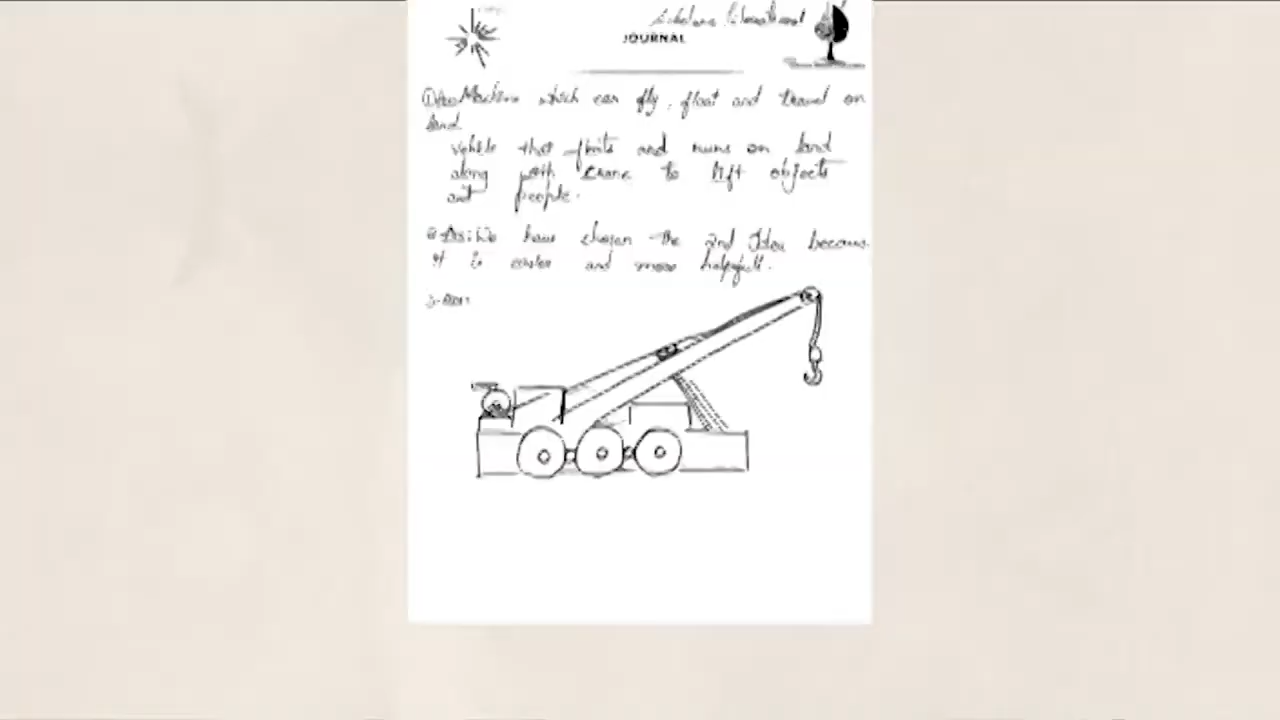 JOURNAL
Machine which can fly, float and travel on
land
vehicle that floats and runs on land
along with crane to lift objects
and people.
We have chosen the 2nd Idea because
it is easier and more helpfull.